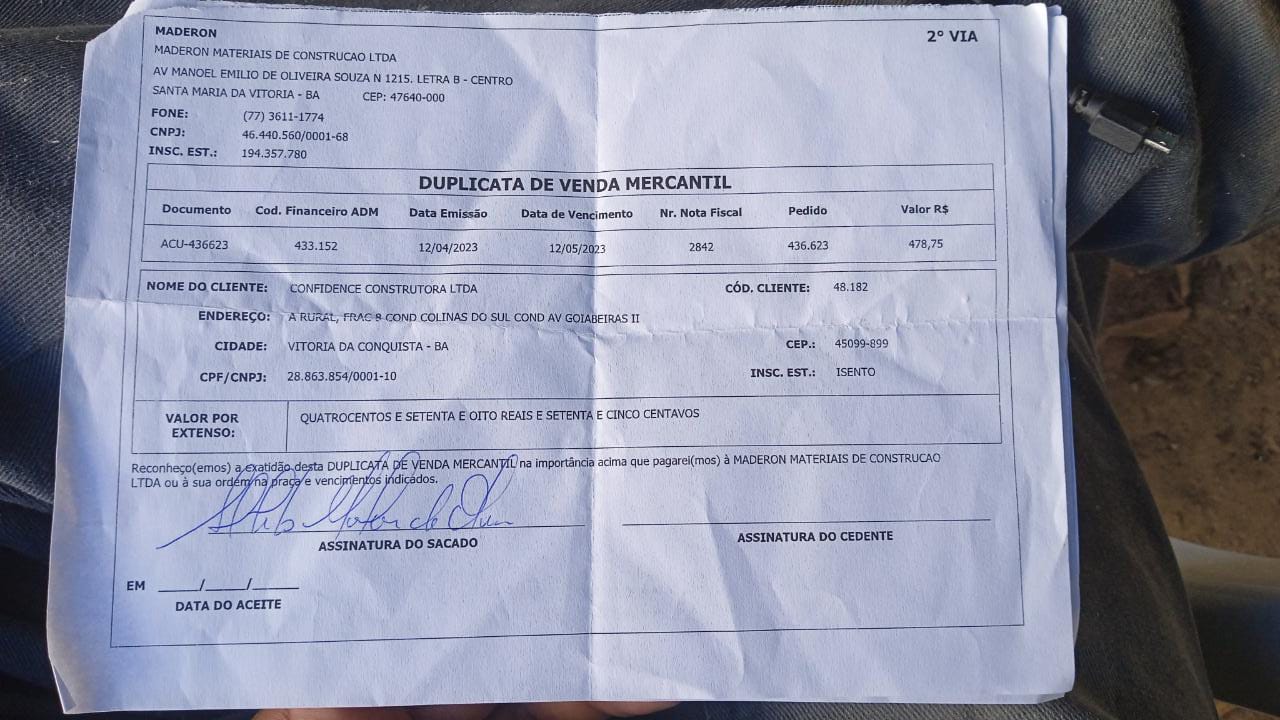 MADERON
2º VIA
MADERON MATERIAIS DE CONSTRUCAO LTDA
AV MANOEL EMILIO DE OLIVEIRA SOUZA N 1215. LETRA B - CENTRO
SANTA MARIA DA VITORIA - BA CEP: 47640-000
FONE: (77) 3611-1774
CNPJ: 46.440.560/0001-68
INSC. EST.: 194.357.780
DUPLICATA DE VENDA MERCANTIL
Documento Cod. Financeiro ADM Data Emissão Data de Vencimento Nr. Nota Fiscal Pedido Valor R$
ACU-436623 433.152 12/04/2023 12/05/2023 2842 436.623 478,75
NOME DO CLIENTE: CONFIDENCE CONSTRUTORA LTDA CÓD. CLIENTE: 48.182
ENDEREÇO: A RURAL, FRAC 8 COND COLINAS DO SUL COND AV GOIABEIRAS II
CIDADE: VITORIA DA CONQUISTA - BA CEP.: 45099-899
CPF/CNPJ: 28.863.854/0001-10 INSC. EST.: ISENTO
VALOR POR EXTENSO: QUATROCENTOS E SETENTA E OITO REAIS E SETENTA E CINCO CENTAVOS
Reconheço(emos) a exatidão desta DUPLICATA DE VENDA MERCANTIL na importância acima que pagarei(mos) à MADERON MATERIAIS DE CONSTRUCAO
LTDA ou à sua ordem na praça e vencimentos indicados.
ASSINATURA DO SACADO ASSINATURA DO CEDENTE
EM ____/____/____
DATA DO ACEITE